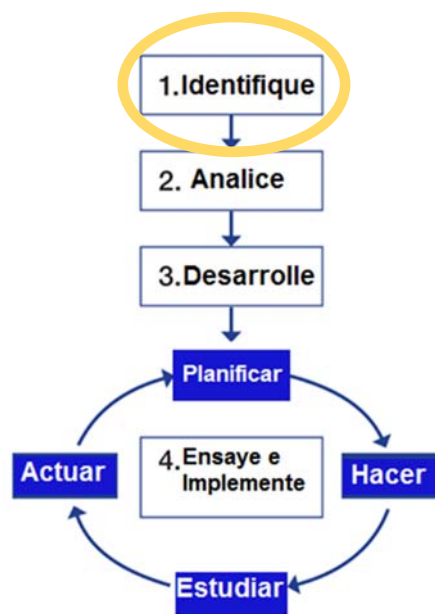 1.Identifique
2. Analice
3.Desarrolle
Planificar
Actuar
4. Ensaye e
Implemente
Hacer
Estudiar